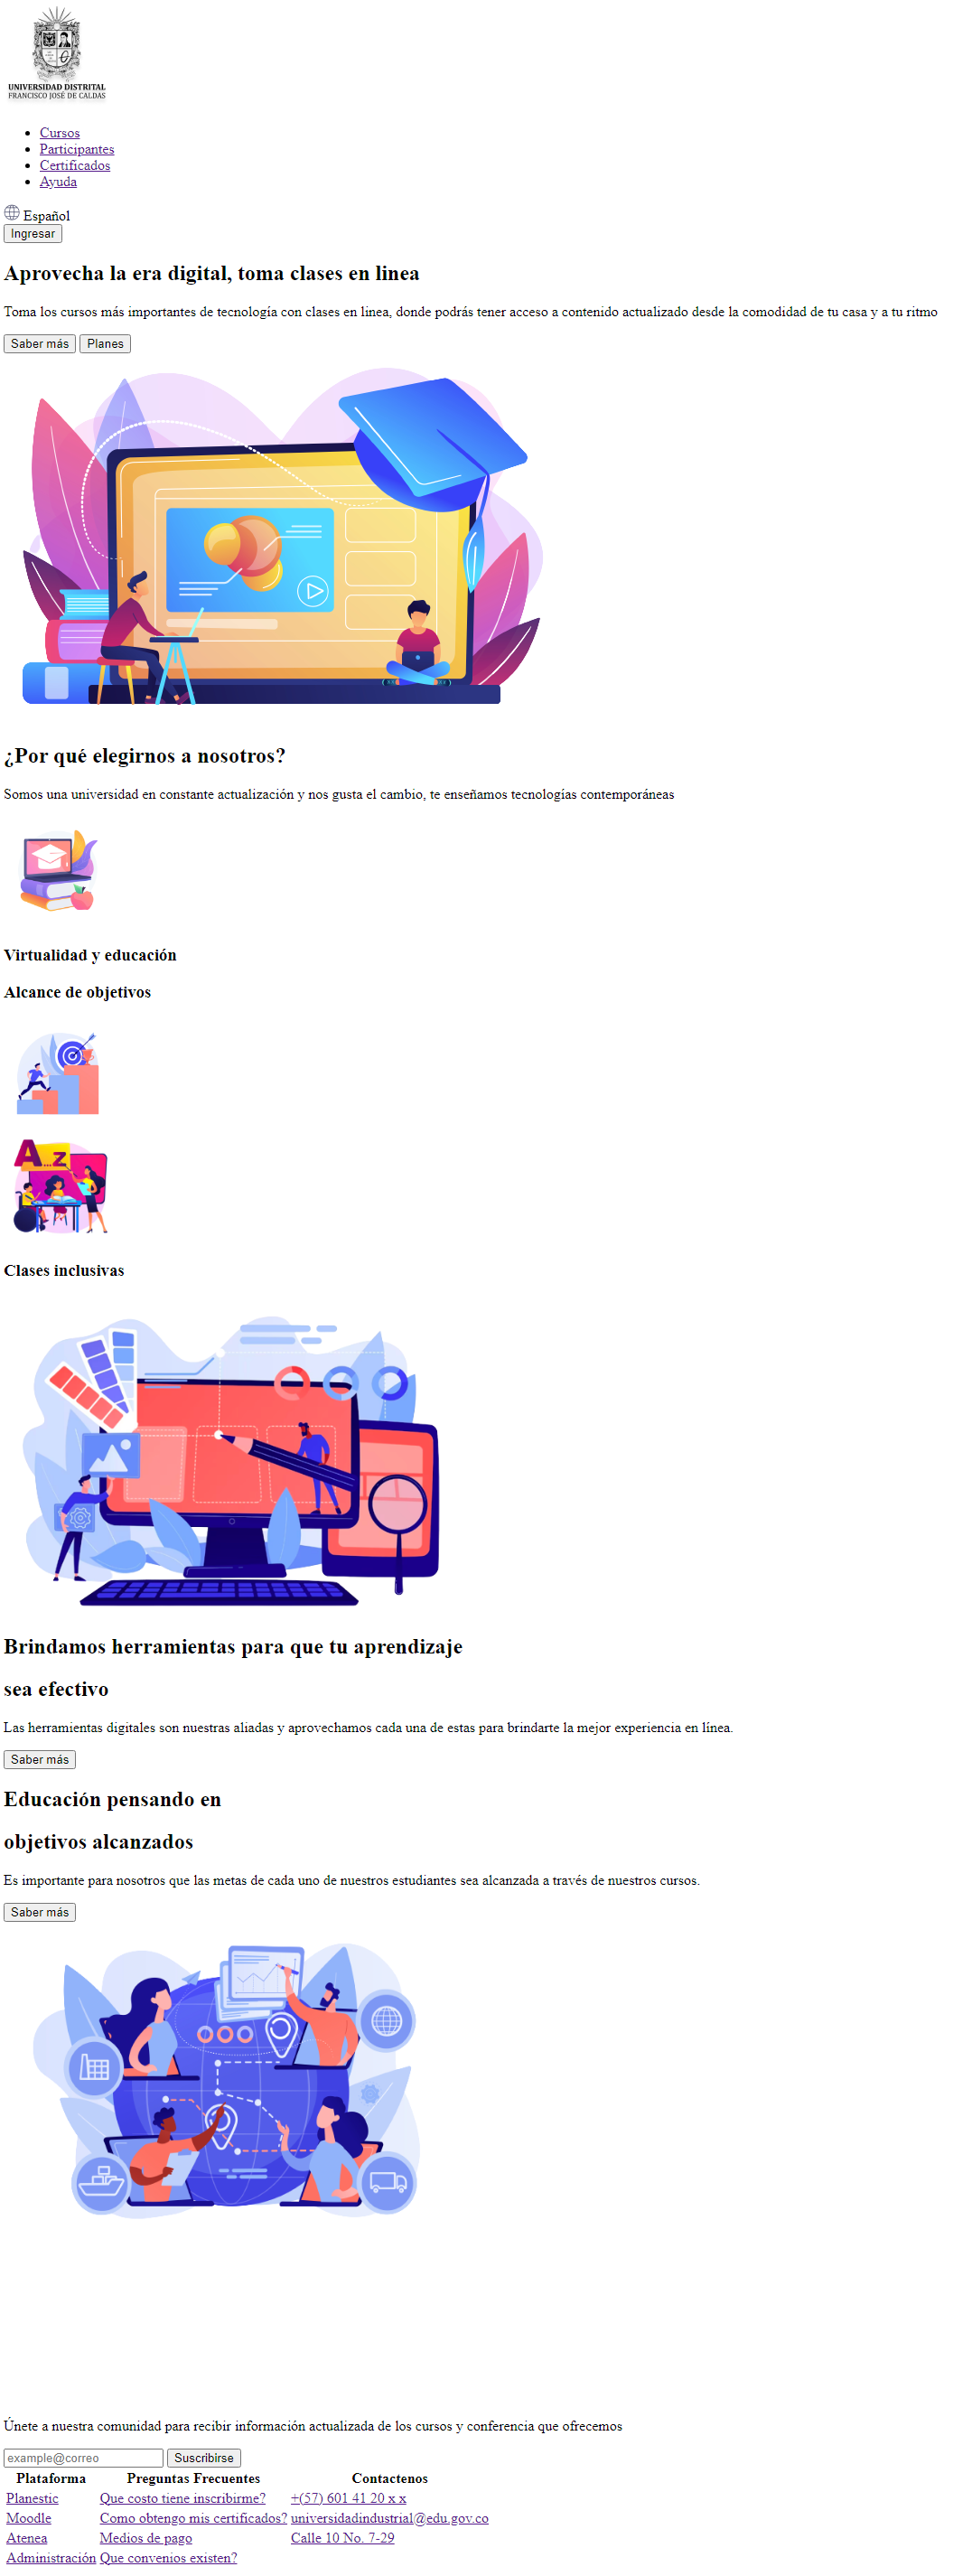 UNIVERSIDAD DISTRITAL
FRANCISCO JOSÉ DE CALDAS
Cursos
Participantes
Certificados
Ayuda
Español
Ingresar
Aprovecha la era digital, toma clases en linea
Toma los cursos más importantes de tecnología con clases en linea, donde podrás tener acceso a contenido actualizado desde la comodidad de tu casa y a tu ritmo
Saber más Planes
¿Por qué elegirnos a nosotros?
Somos una universidad en constante actualización y nos gusta el cambio, te enseñamos tecnologías contemporáneas
Virtualidad y educación
Alcance de objetivos
A...z
Clases inclusivas
Brindamos herramientas para que tu aprendizaje
sea efectivo
Las herramientas digitales son nuestras aliadas y aprovechamos cada una de estas para brindarte la mejor experiencia en línea.
Saber más
Educación pensando en
objetivos alcanzados
Es importante para nosotros que las metas de cada uno de nuestros estudiantes sea alcanzada a través de nuestros cursos.
Saber más
Únete a nuestra comunidad para recibir información actualizada de los cursos y conferencia que ofrecemos
example@correo Suscribirse
Plataforma Preguntas Frecuentes Contactenos
Planestic Que costo tiene inscribirme? +(57) 601 41 20 x x
Moodle Como obtengo mis certificados? universidadindustrial@edu.gov.co
Atenea Medios de pago Calle 10 No. 7-29
Administración Que convenios existen?